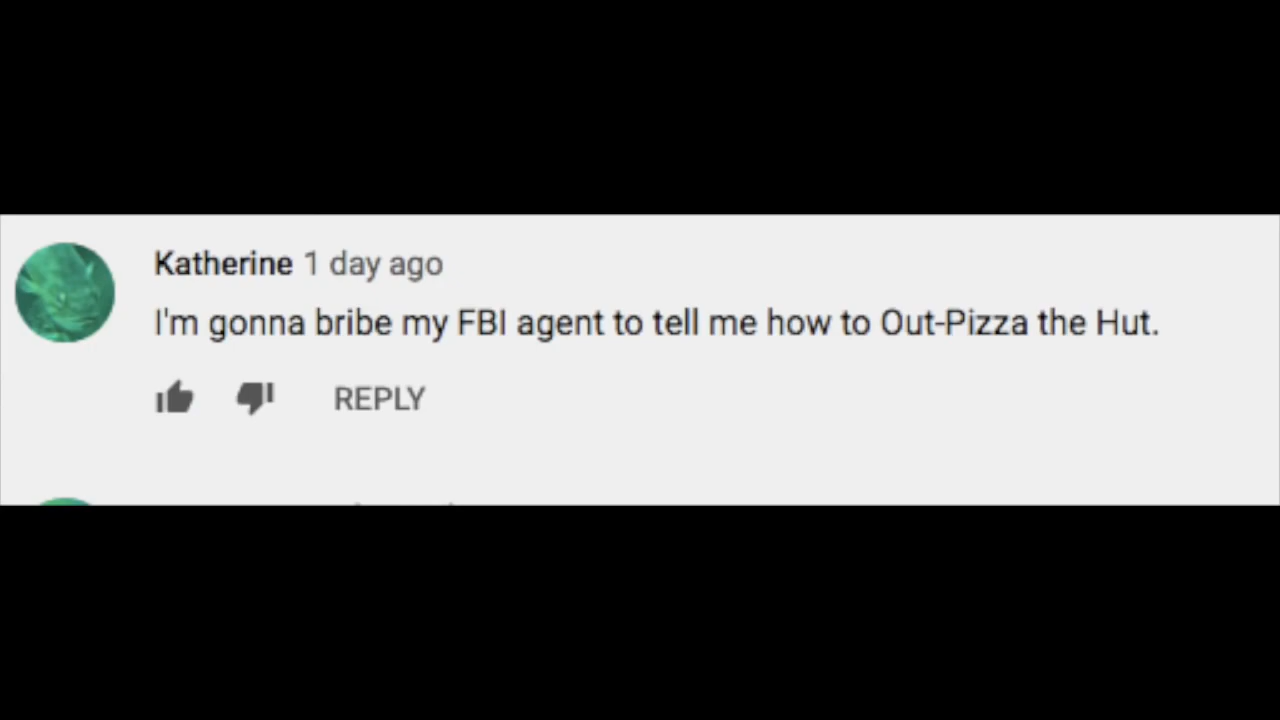 Katherine 1 day ago
I'm gonna bribe my FBI agent to tell me how to Out-Pizza the Hut.
REPLY